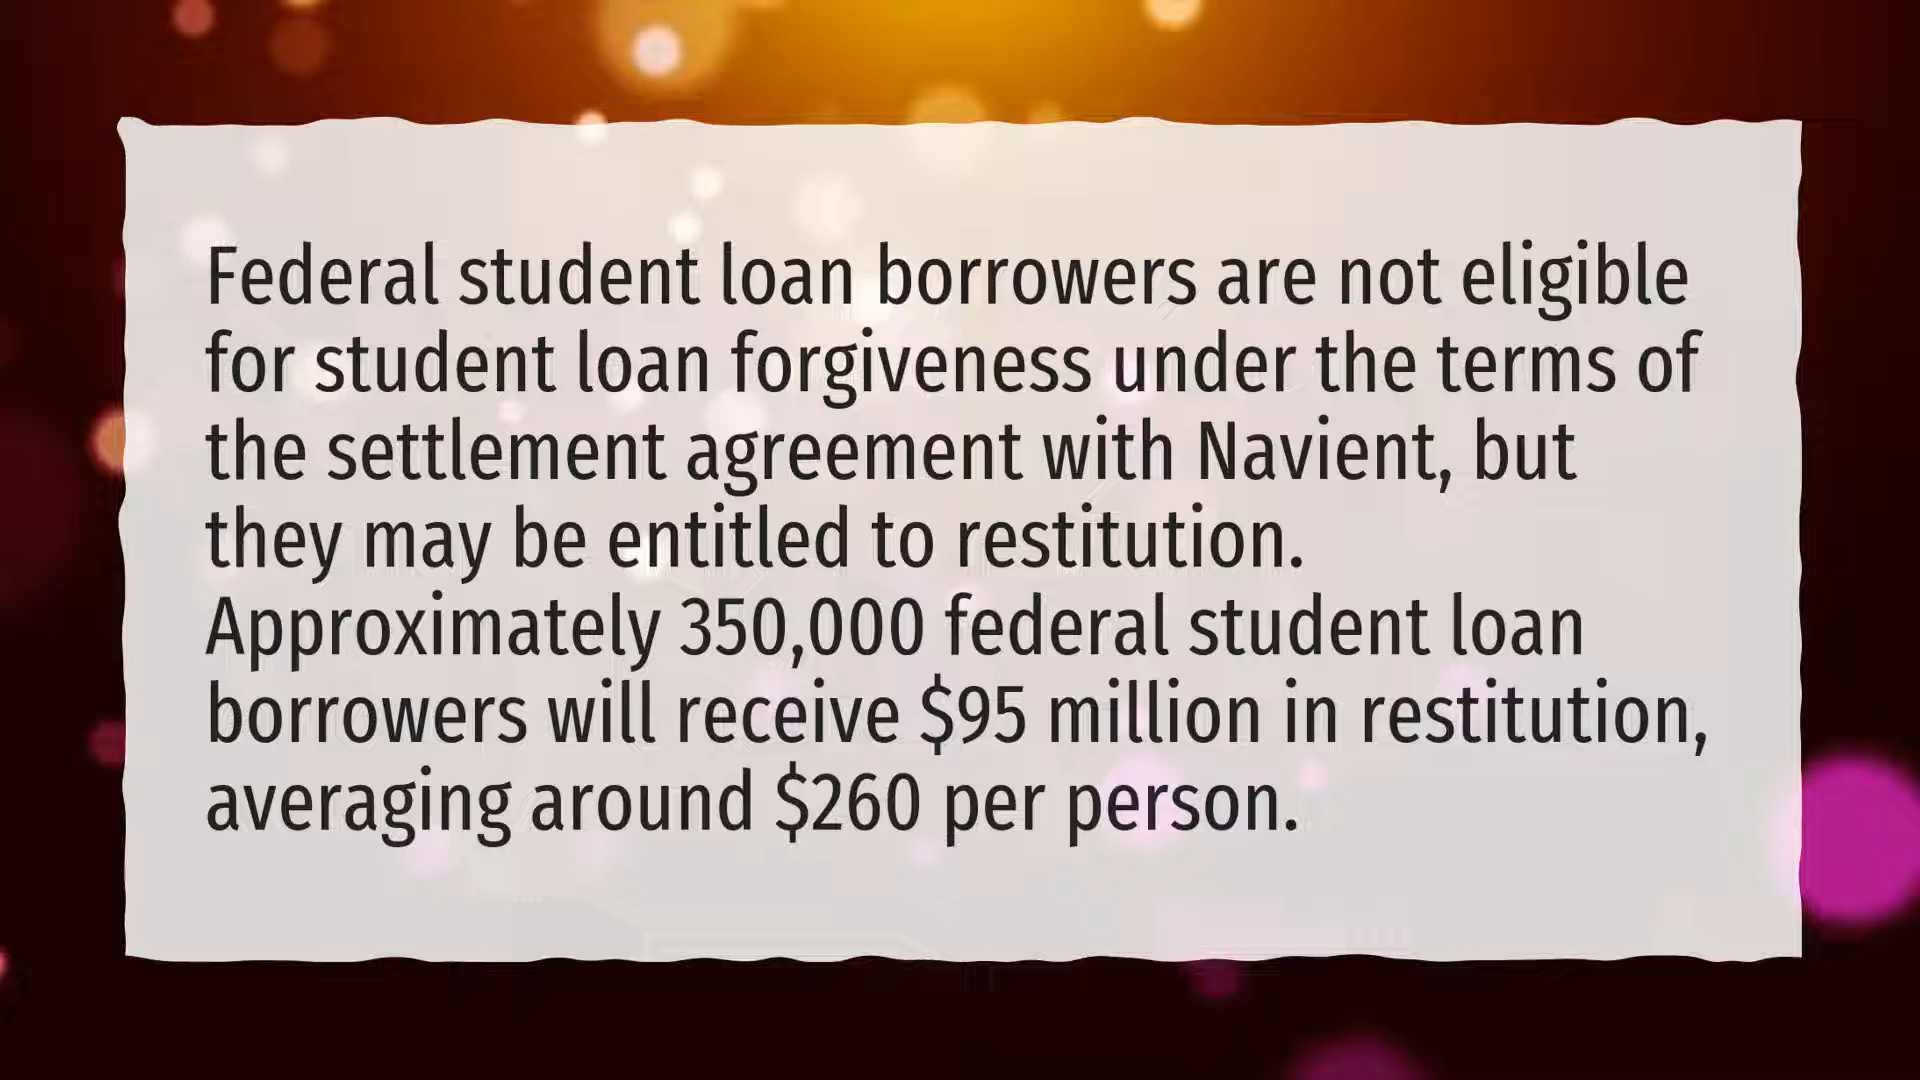 Federal student loan borrowers are not eligible
for student loan forgiveness under the terms of
the settlement agreement with Navient, but
they may be entitled to restitution.
Approximately 350,000 federal student loan
borrowers will receive $95 million in restitution,
averaging around $260 per person.